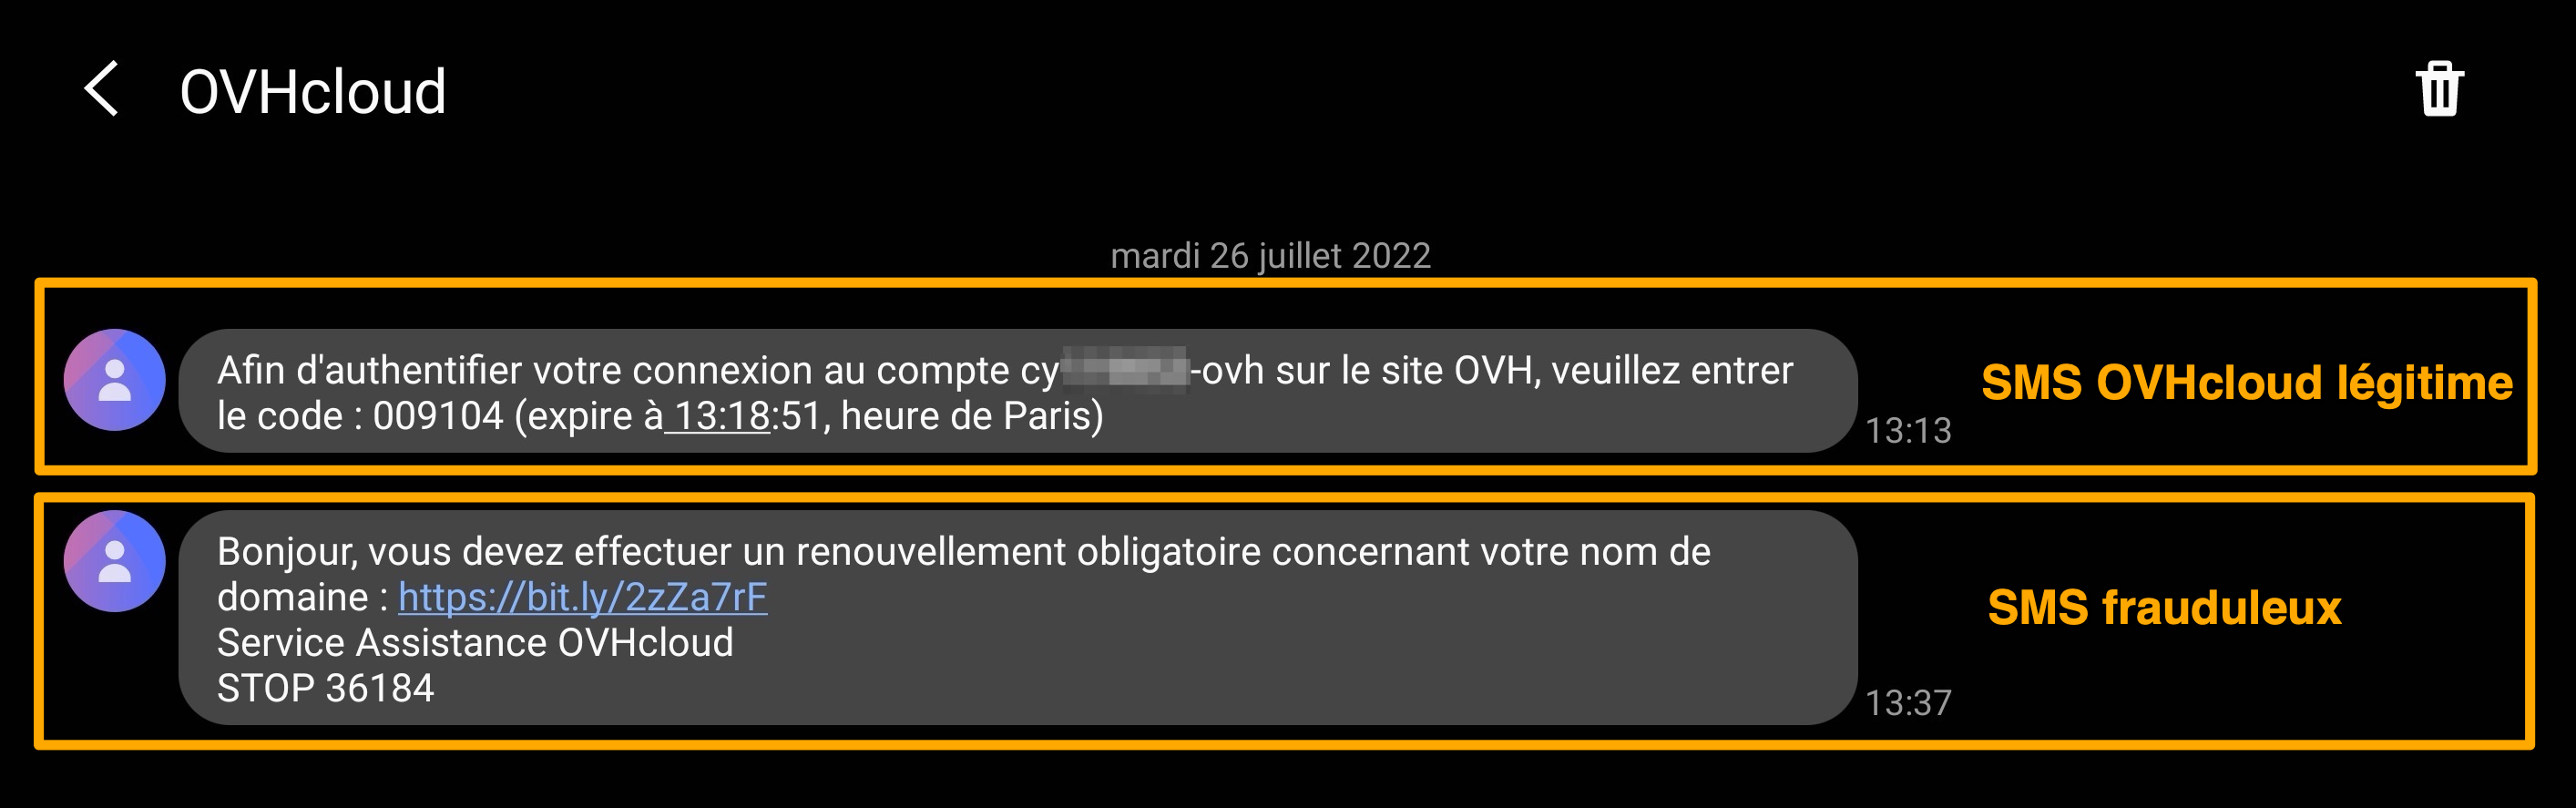 OVHcloud
mardi 26 juillet 2022
Afin d'authentifier votre connexion au compte cy -ovh sur le site OVH, veuillez entrer
le code : 009104 (expire à 13:18:51, heure de Paris)
13:13
SMS OVHcloud légitime
Bonjour, vous devez effectuer un renouvellement obligatoire concernant votre nom de
domaine : https://bit.ly/2zZa7rF
Service Assistance OVHcloud
STOP 36184
13:37
SMS frauduleux